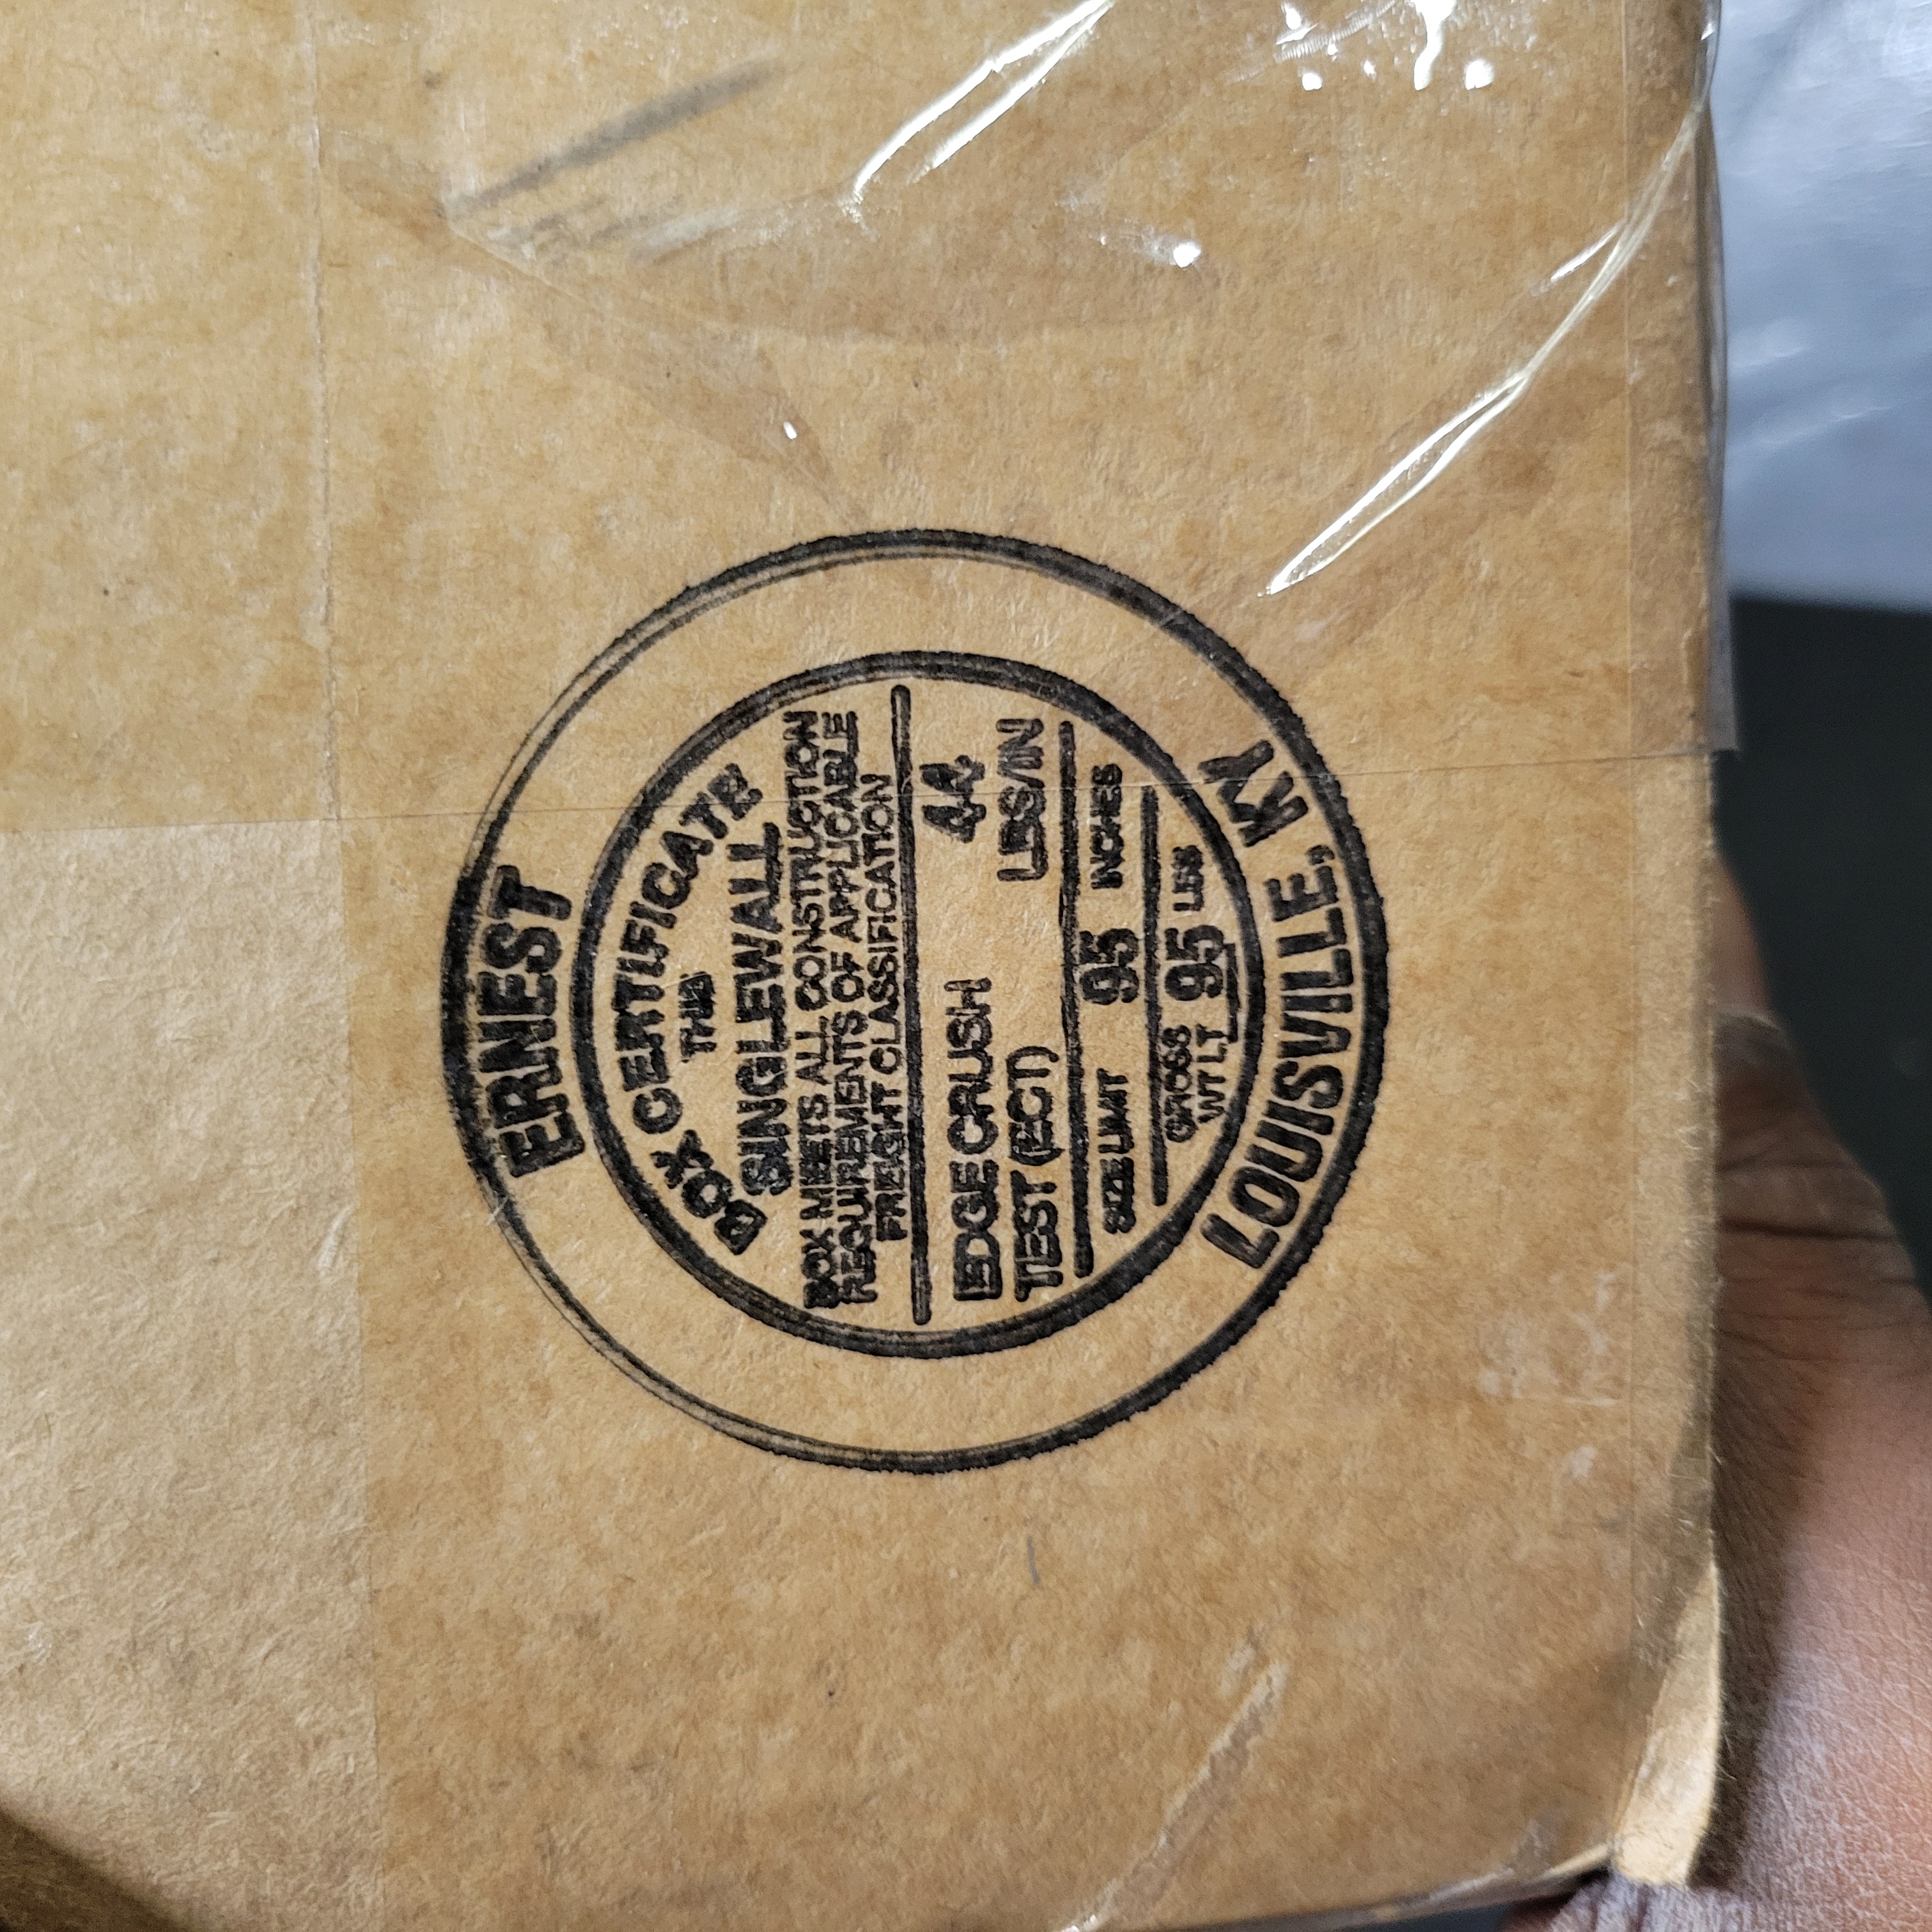 ERNEST
BOX CERTIFICATE
THIS
SINGLEWALL
BOX MEETS ALL CONSTRUCTION
REQUIREMENTS OF APPLICABLE
FREIGHT CLASSIFICATION
EDGE CRUSH 44
TEST (ECT) LBS/IN
SIZE LIMIT 95 INCHES
GROSS 95 LBS
WT LT
LOUISVILLE, KY